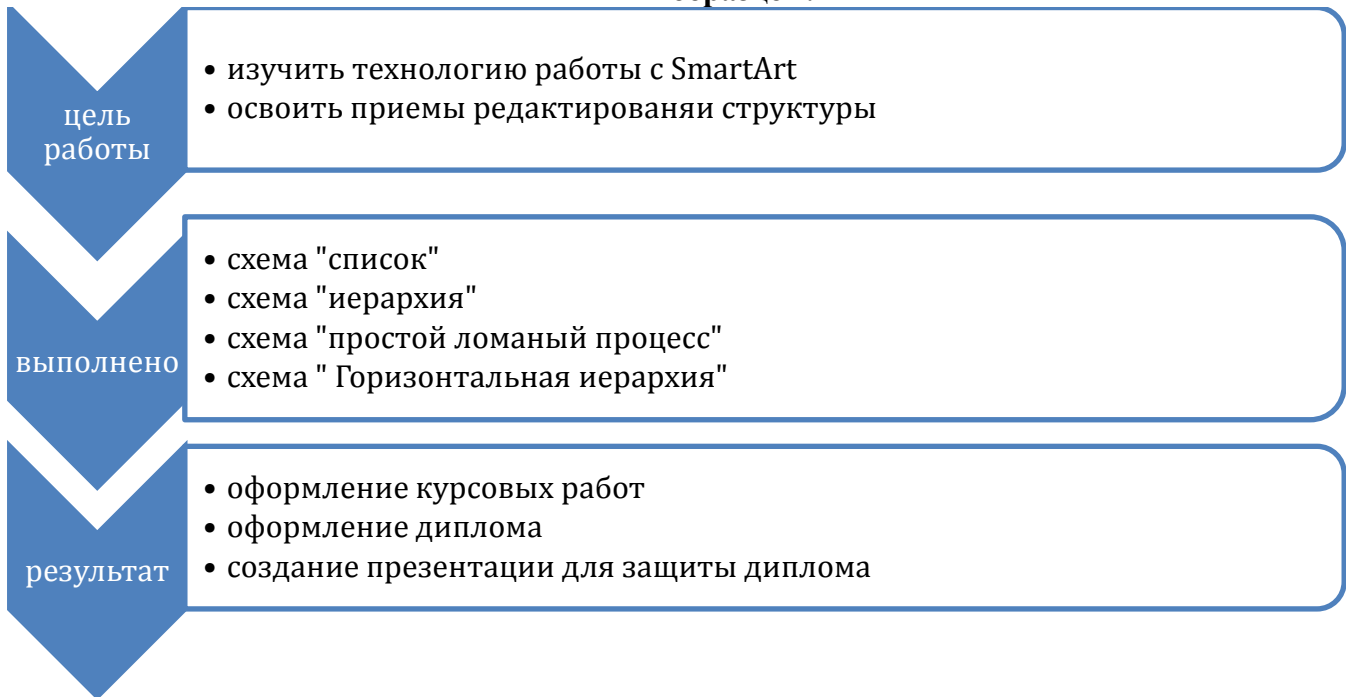 цель
работы
• изучить технологию работы с SmartArt
• освоить приемы редактированяи структуры
выполнено
• схема "список"
• схема "иерархия"
• схема "простой ломаный процесс"
• схема " Горизонтальная иерархия"
результат
• оформление курсовых работ
• оформление диплома
• создание презентации для защиты диплома